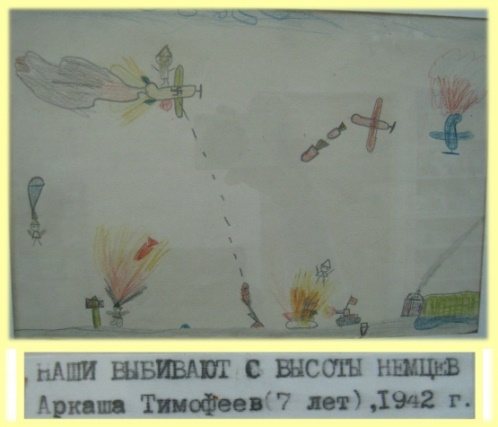 НАШИ ВЫБИВАЮТ С ВЫСОТЫ НЕМЦЕВ
Аркаша Тимофеев(7 лет),1942 г.